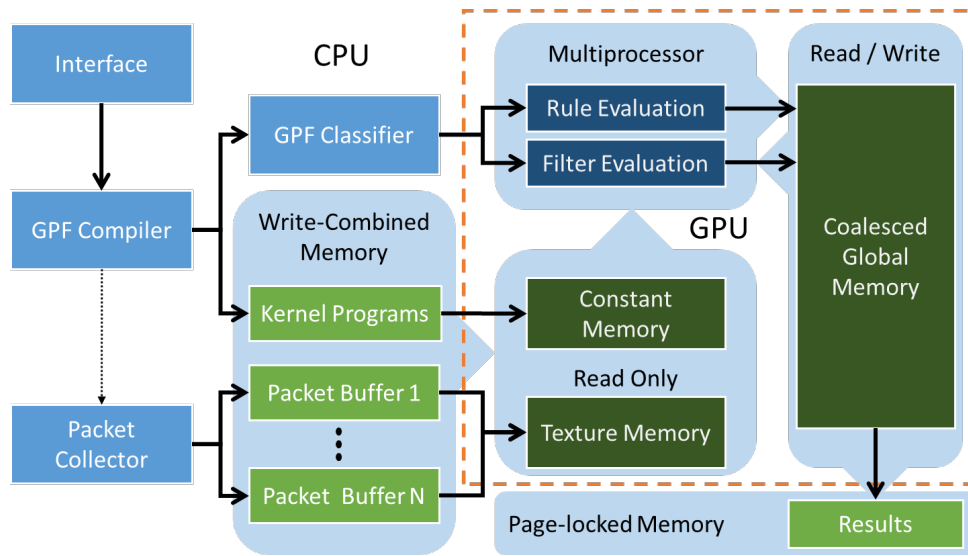 Interface
CPU
Multiprocessor
Read / Write
GPF Classifier
Rule Evaluation
Filter Evaluation
GPF Compiler
Write-Combined
Memory
GPU
Coalesced
Global
Memory
Kernel Programs
Constant
Memory
Read Only
Packet Buffer 1
Packet
Collector
Texture Memory
Packet Buffer N
Page-locked Memory
Results